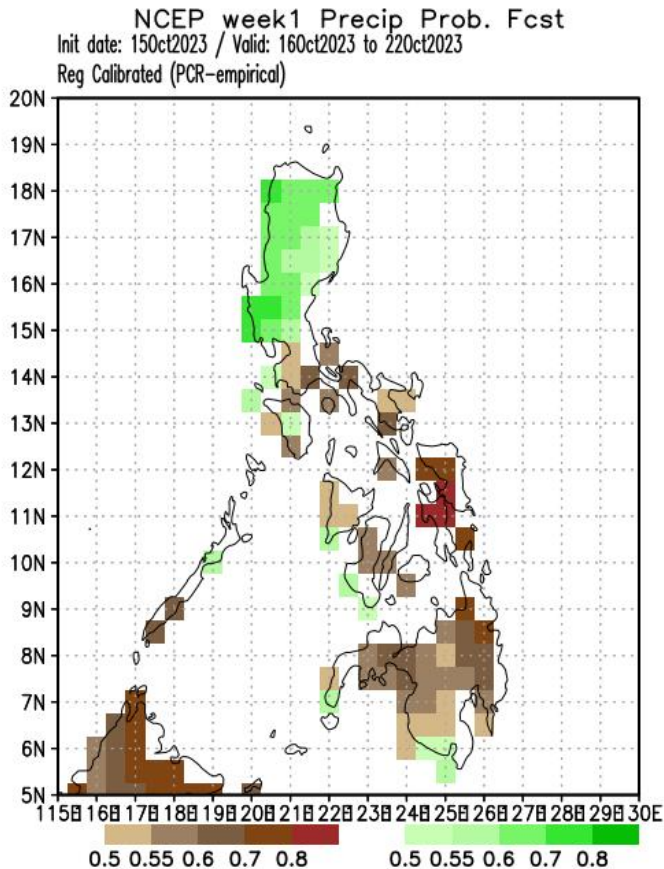 NCEP week1 Precip Prob. Fcst
Init date: 15Oct2023 / Valid: 16Oct2023 to 22Oct2023
Reg Calibrated (PCR-empirical)
20N
19N
18N
17N
16N
15N
14N
13N
12N
11N
10N
9N
8N
7N
6N
5N
115E 116E 117E 118E 119E 120E 121E 122E 123E 124E 125E 126E 127E 128E 129E 130E
0.5 0.55 0.6 0.7 0.8 0.5 0.55 0.6 0.7 0.8